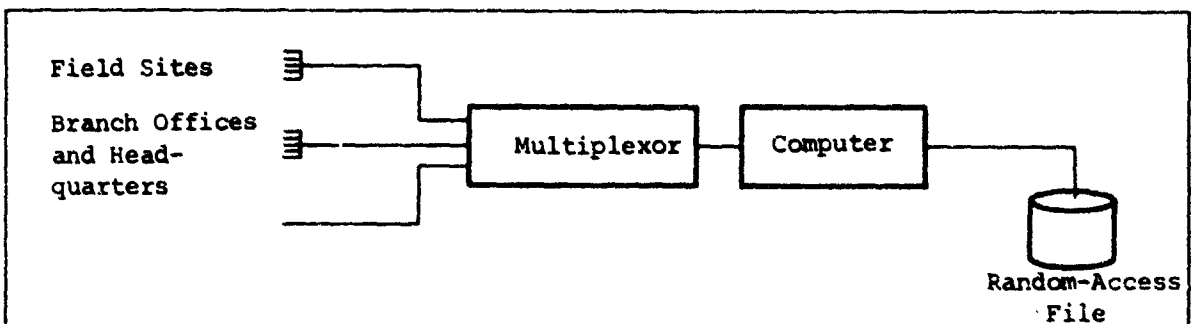 Field Sites
Branch Offices
and Head-
quarters
Multiplexor
Computer
Random-Access
File